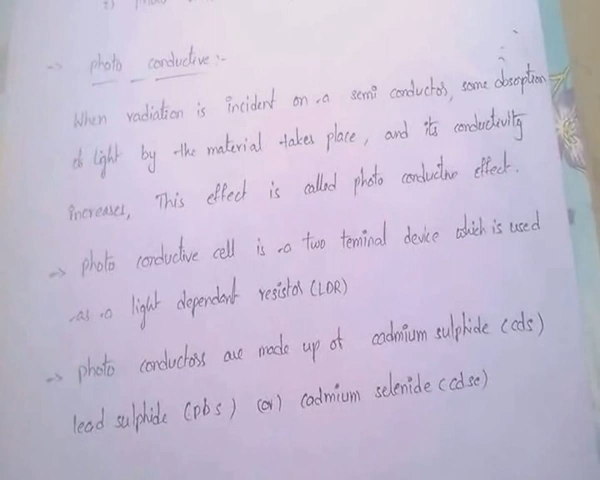 -> photo conductive :-
When radiation is incident on a semi conductor, some obsorption
of light by the material takes place, and its conductivity
increases, This effect is called photo conductive effect.
-> photo conductive cell is a two teminal device which is used
as a light dependant resistor (LDR)
-> photo conductors are made up of cadmium sulphide (cds)
lead sulphide (pbs) (or) cadmium selenide (cdse)